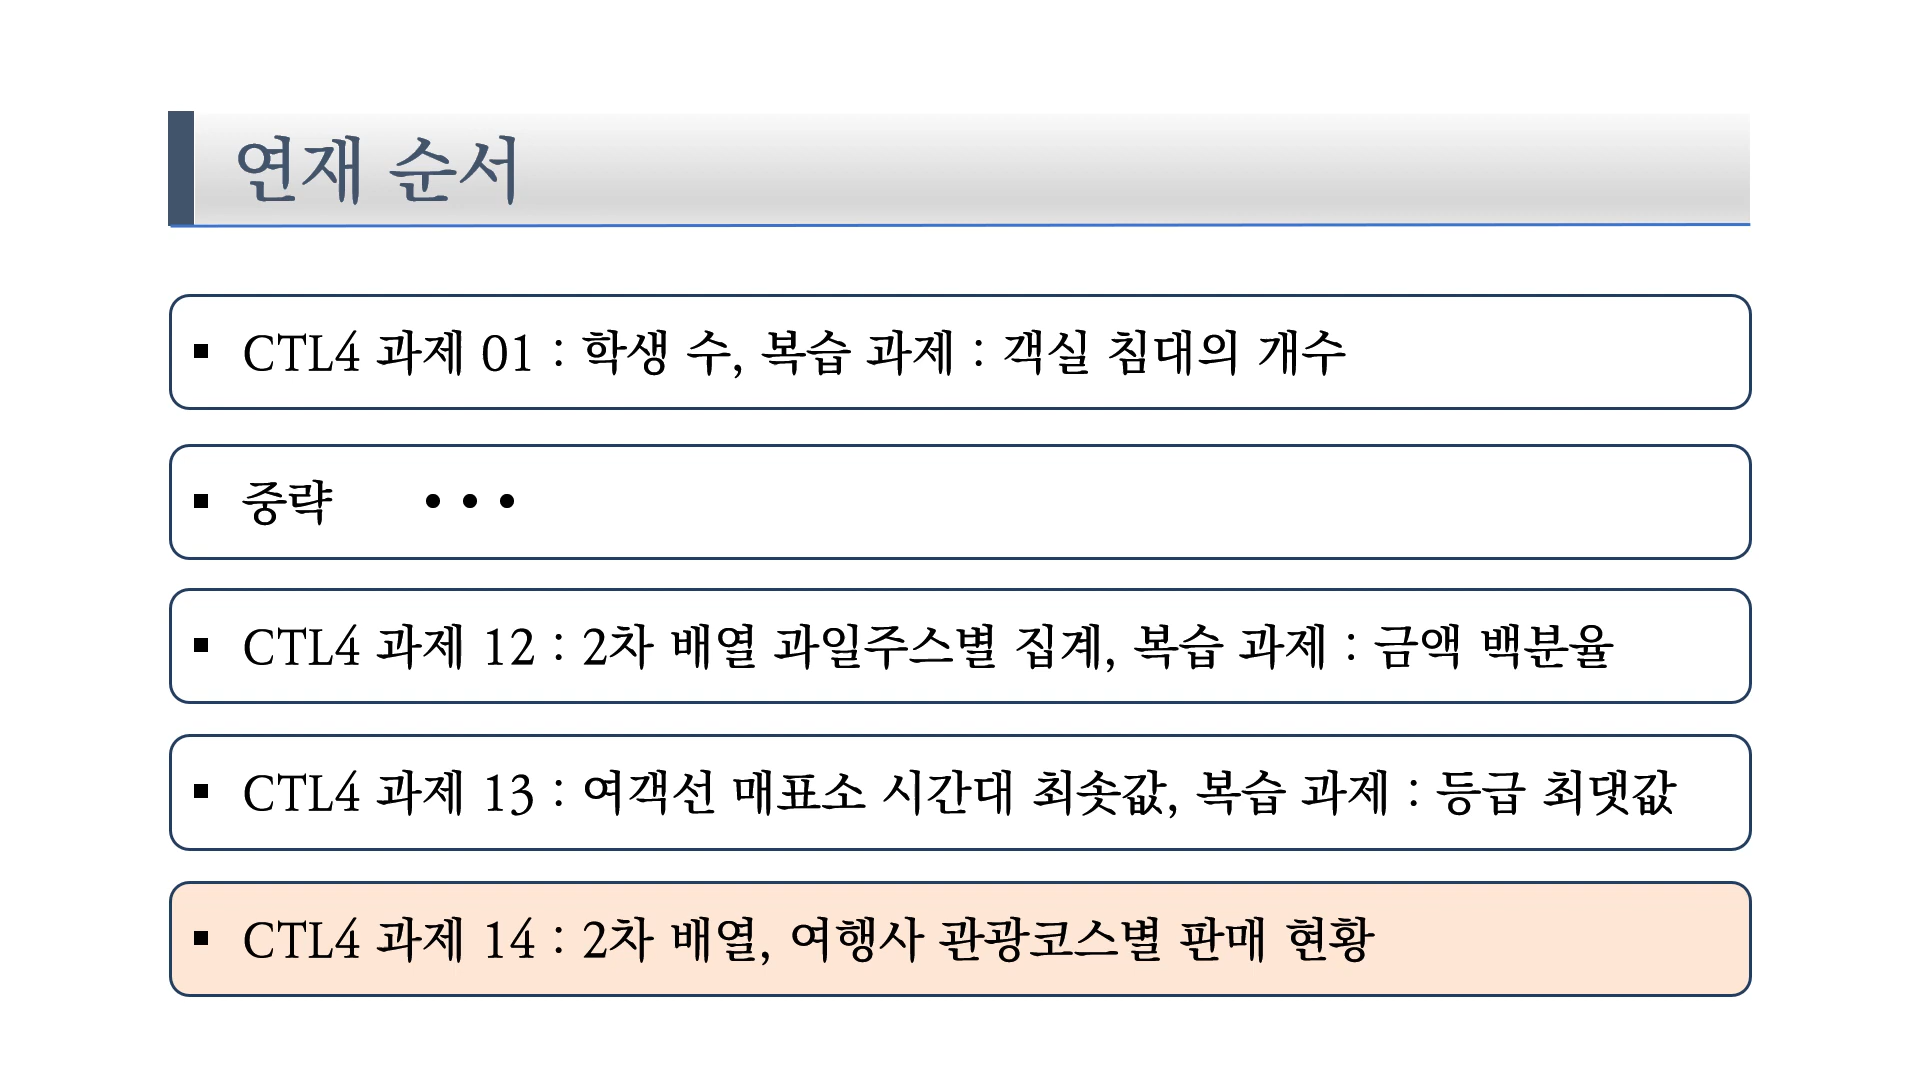 연재 순서
▪ CTL4 과제 01 : 학생 수, 복습 과제 : 객실 침대의 개수
▪ 중략 • • •
▪ CTL4 과제 12 : 2차 배열 과일주스별 집계, 복습 과제 : 금액 백분율
▪ CTL4 과제 13 : 여객선 매표소 시간대 최솟값, 복습 과제 : 등급 최댓값
▪ CTL4 과제 14 : 2차 배열, 여행사 관광코스별 판매 현황